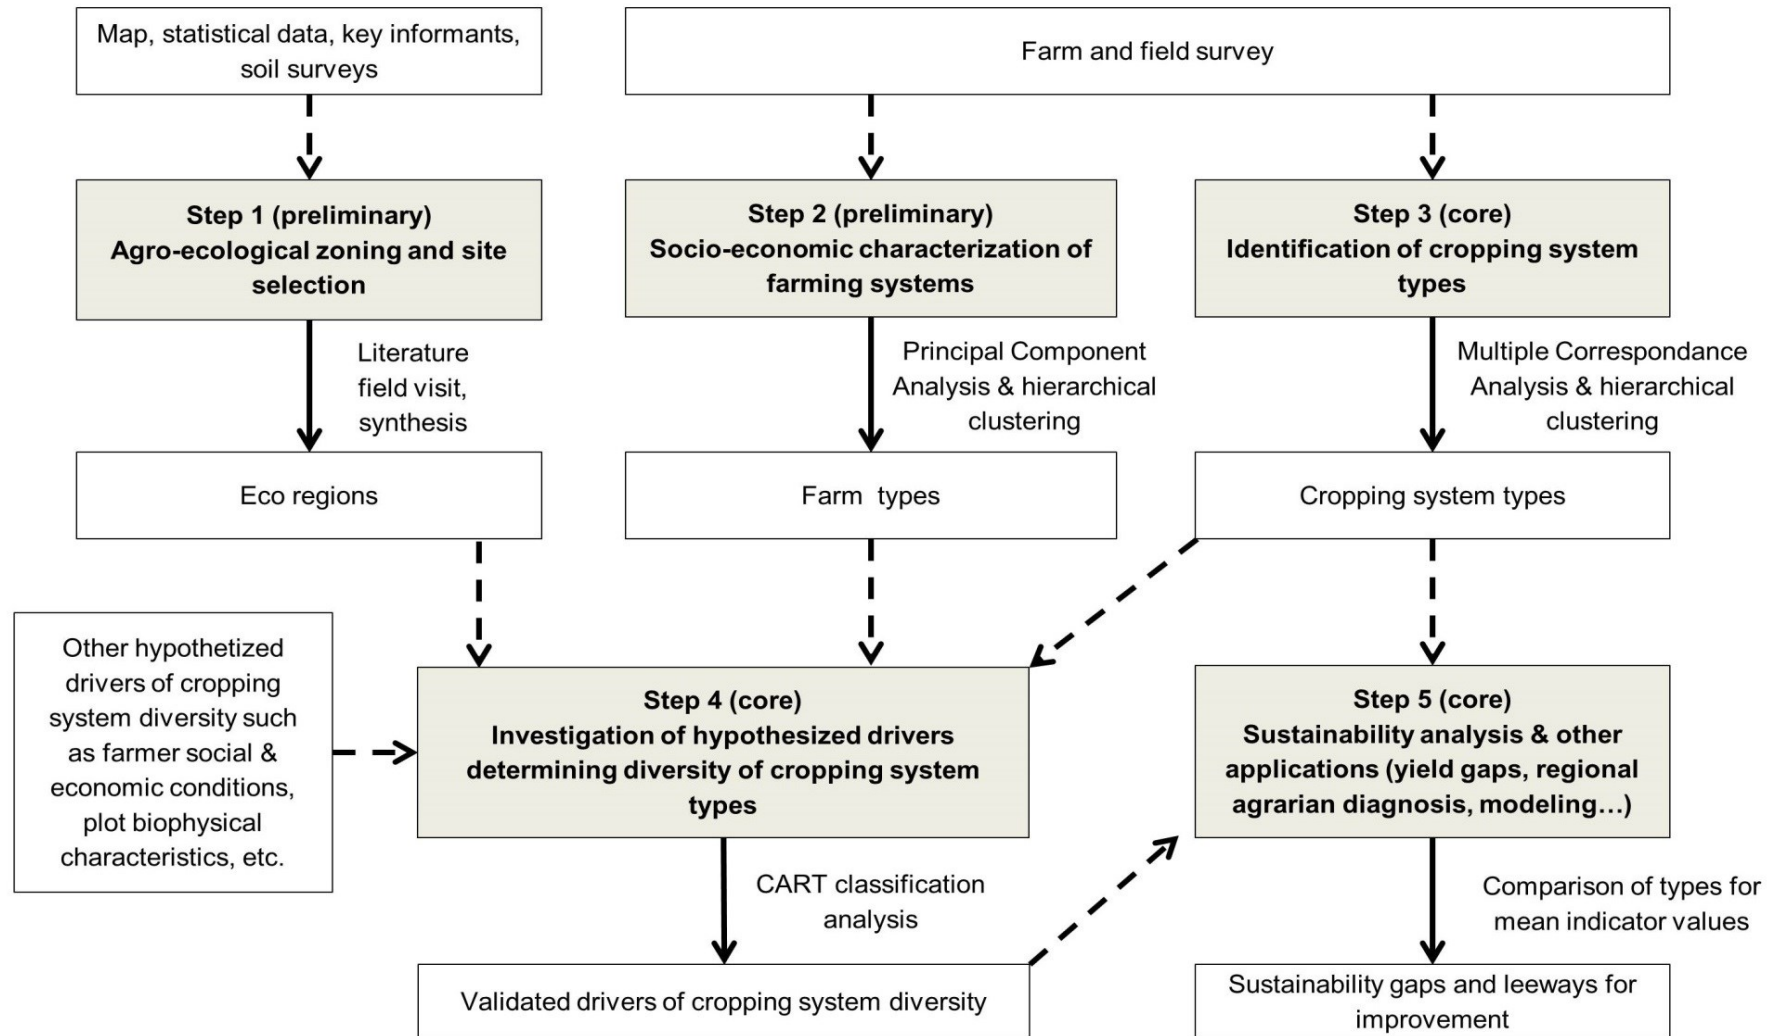 Map, statistical data, key informants,
soil surveys
Farm and field survey
Step 1 (preliminary)
Agro-ecological zoning and site
selection
Step 2 (preliminary)
Socio-economic characterization of
farming systems
Step 3 (core)
Identification of cropping system
types
Literature
field visit,
synthesis
Principal Component
Analysis & hierarchical
clustering
Multiple Correspondance
Analysis & hierarchical
clustering
Eco regions
Farm types
Cropping system types
Other hypothetized
drivers of cropping
system diversity such
as farmer social &
economic conditions,
plot biophysical
characteristics, etc.
Step 4 (core)
Investigation of hypothesized drivers
determining diversity of cropping system
types
Step 5 (core)
Sustainability analysis & other
applications (yield gaps, regional
agrarian diagnosis, modeling…)
CART classification
analysis
Comparison of types for
mean indicator values
Validated drivers of cropping system diversity
Sustainability gaps and leeways for
improvement